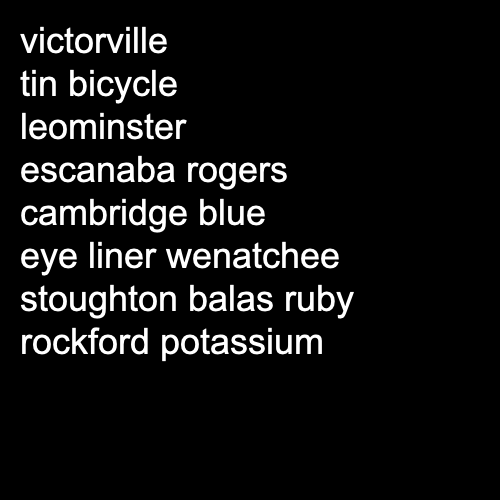 victorville
tin bicycle
leominster
escanaba rogers
cambridge blue
eye liner wenatchee
stoughton balas ruby
rockford potassium